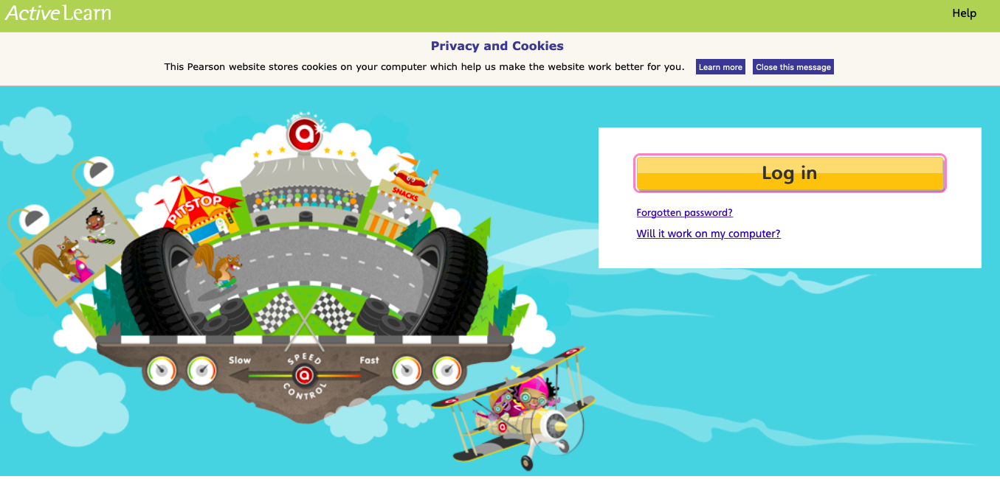 ActiveLearn
Help
Privacy and Cookies
This Pearson website stores cookies on your computer which help us make the website work better for you.
Learn more
Close this message
Log in
Forgotten password?
Will it work on my computer?
a
PITSTOP
SNACKS
Slow
SPEED
Fast
a
CONTROL
a